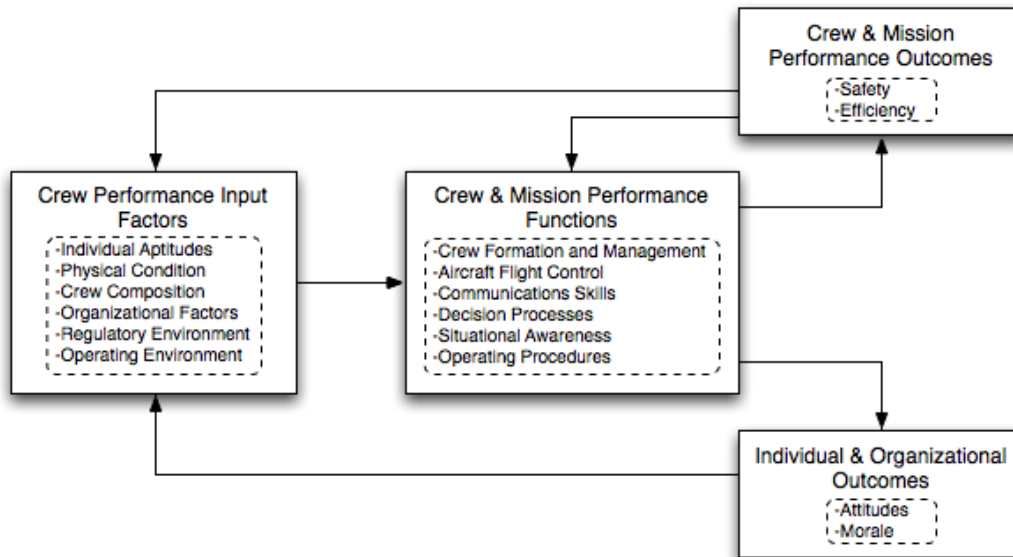 Crew & Mission
Performance Outcomes
-Safety
-Efficiency
Crew Performance Input
Factors
-Individual Aptitudes
-Physical Condition
-Crew Composition
-Organizational Factors
-Regulatory Environment
-Operating Environment
Crew & Mission Performance
Functions
-Crew Formation and Management
-Aircraft Flight Control
-Communications Skills
-Decision Processes
-Situational Awareness
-Operating Procedures
Individual & Organizational
Outcomes
-Attitudes
-Morale